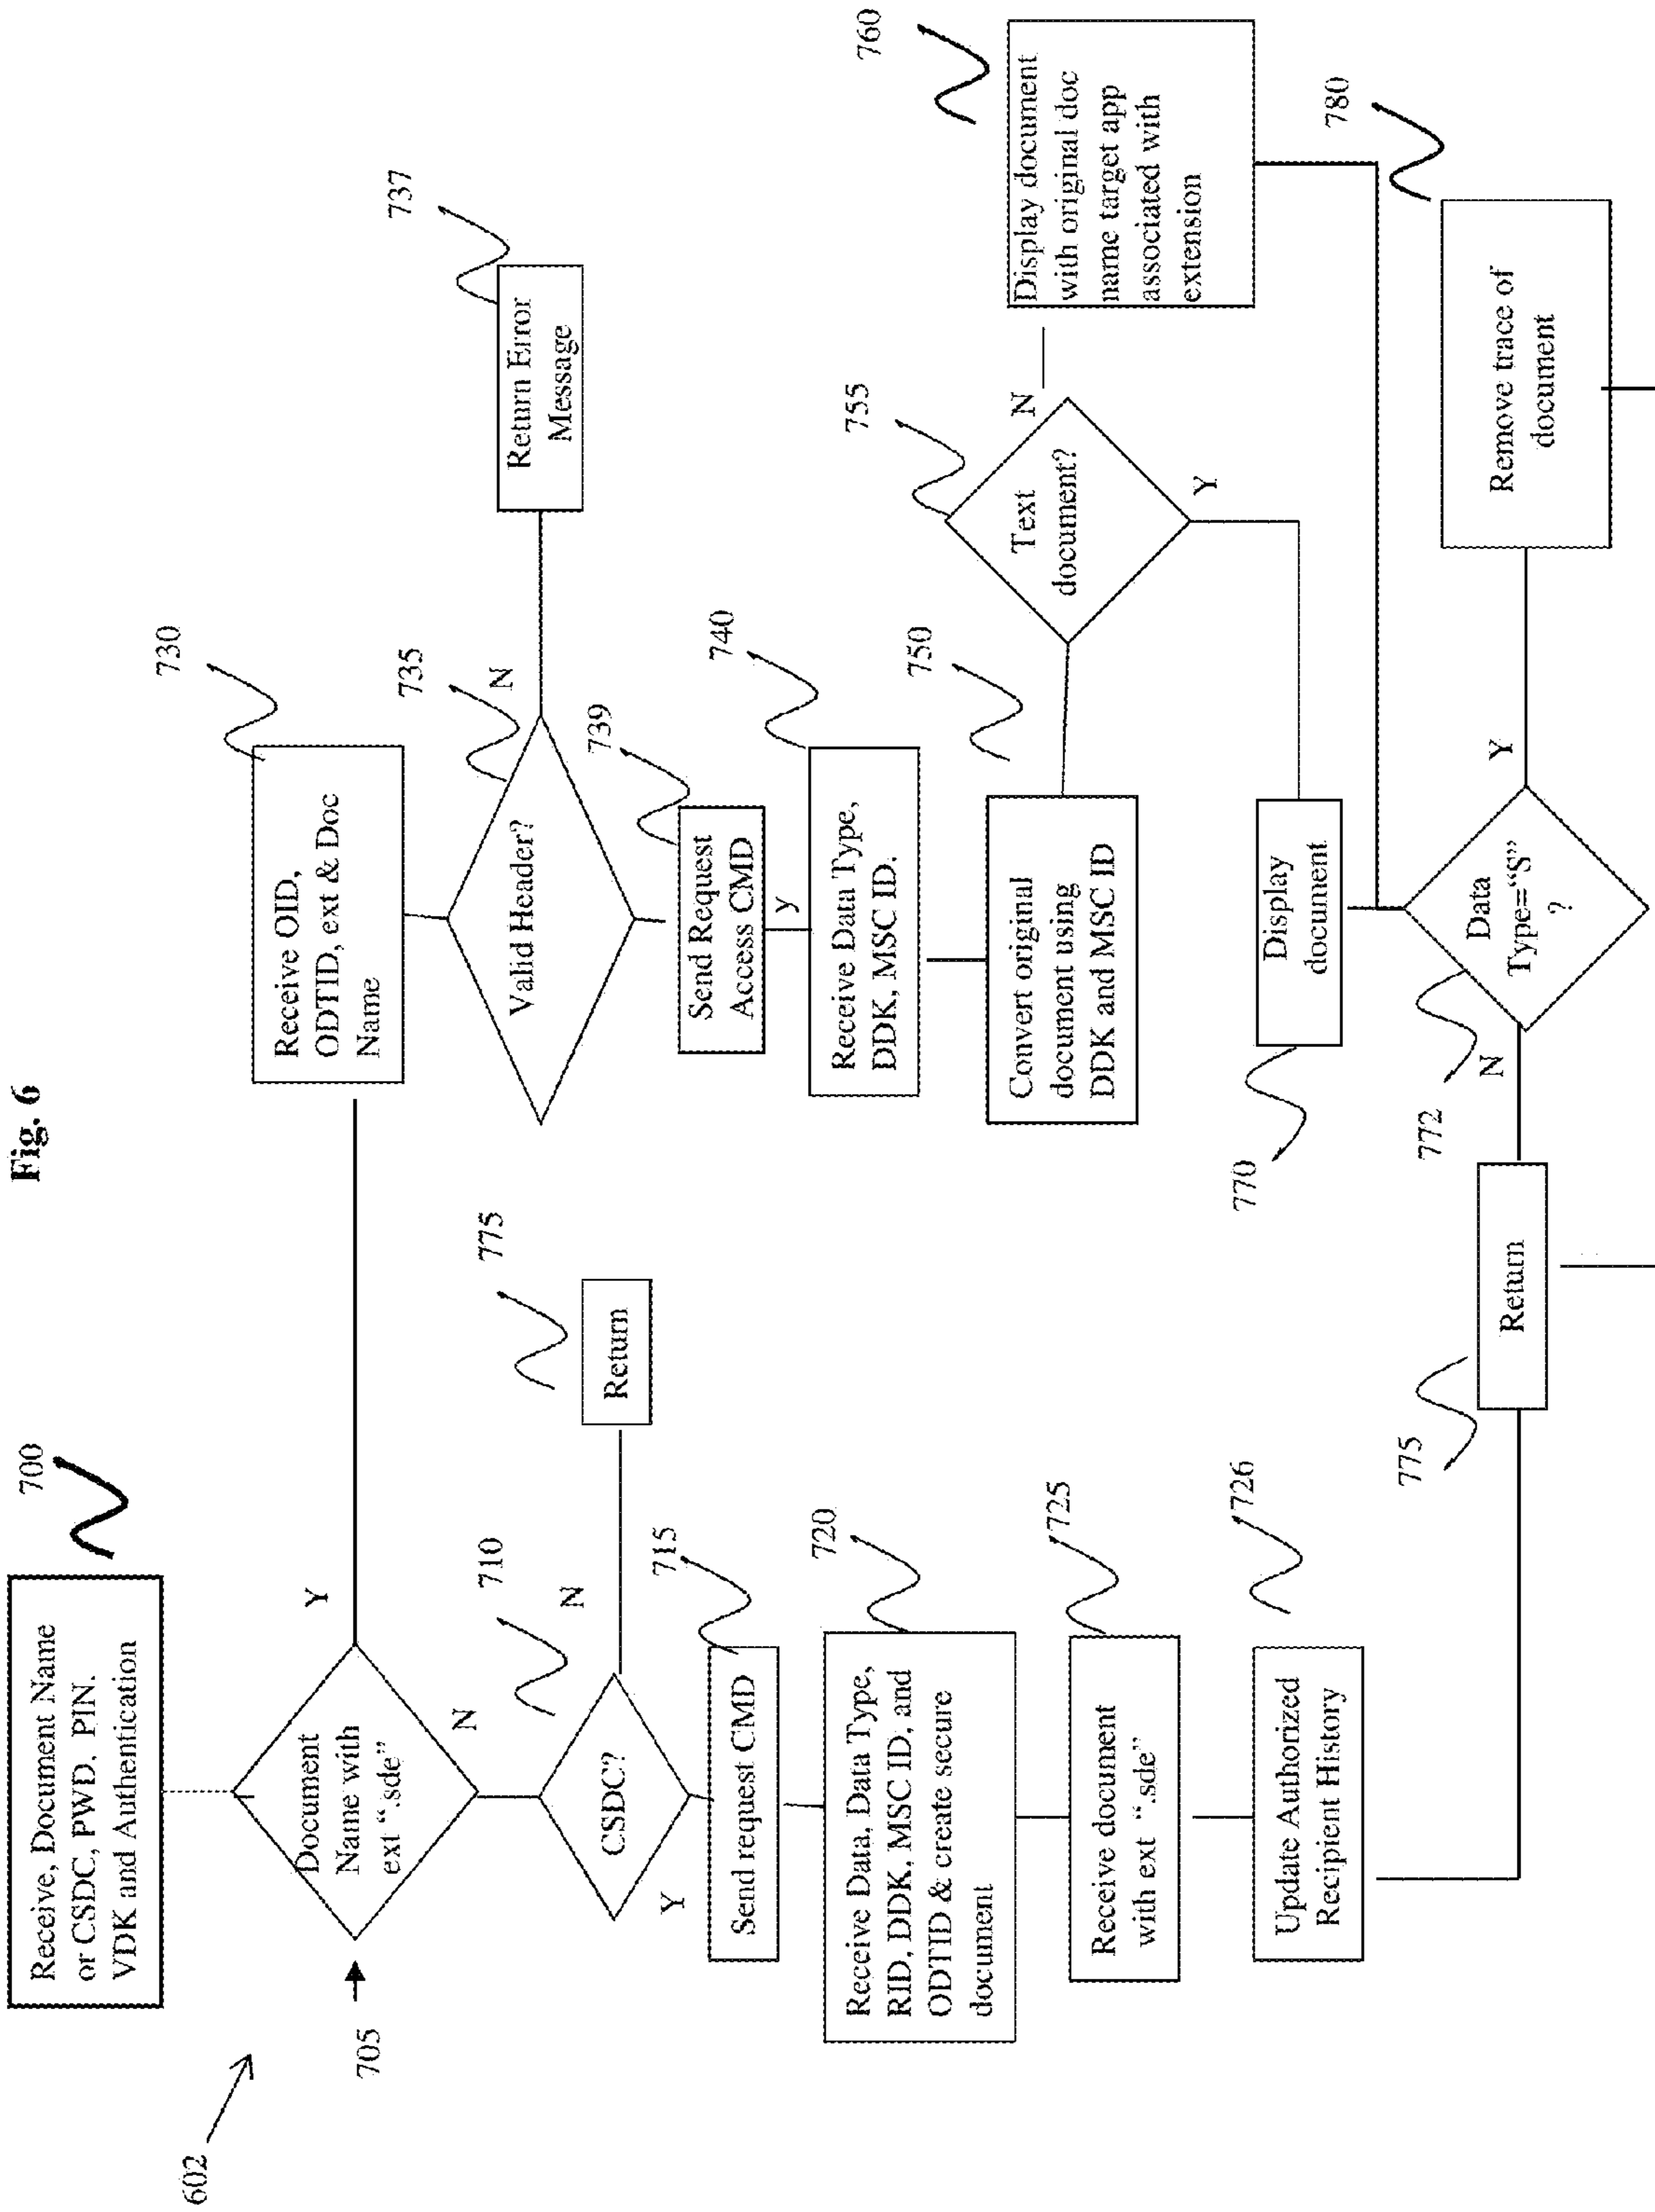 Fig. 6
602
700
Receive, Document Name
or CSDC, PWD, PIN.
VDK and Authentication
705
Document
Name with
ext “.sde”
Y
N
710
CSDC?
N
Y
775
Return
715
Send request CMD
720
Receive Data, Data Type,
RID, DDK, MSC ID, and
ODTID & create secure
document
725
Receive document
with ext “.sde”
726
Update Authorized
Recipient History
730
Receive OID,
ODTID, ext & Doc
Name
735
Valid Header?
N
737
Return Error
Message
739
Send Request
Access CMD
y
740
Receive Data Type,
DDK, MSC ID.
750
Convert original
document using
DDK and MSC ID
755
Text
document?
N
Y
760
Display document
with original doc
name target app
associated with
extension
770
Display
document
772
Data
Type=“S”
?
N
Y
775
Return
780
Remove trace of
document